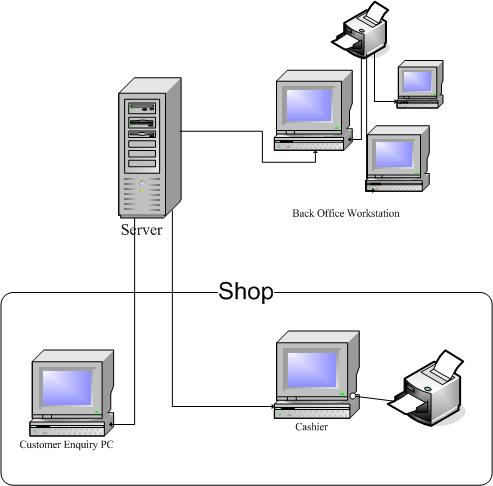 Back Office Workstation
Server
Shop
Customer Enquiry PC
Cashier